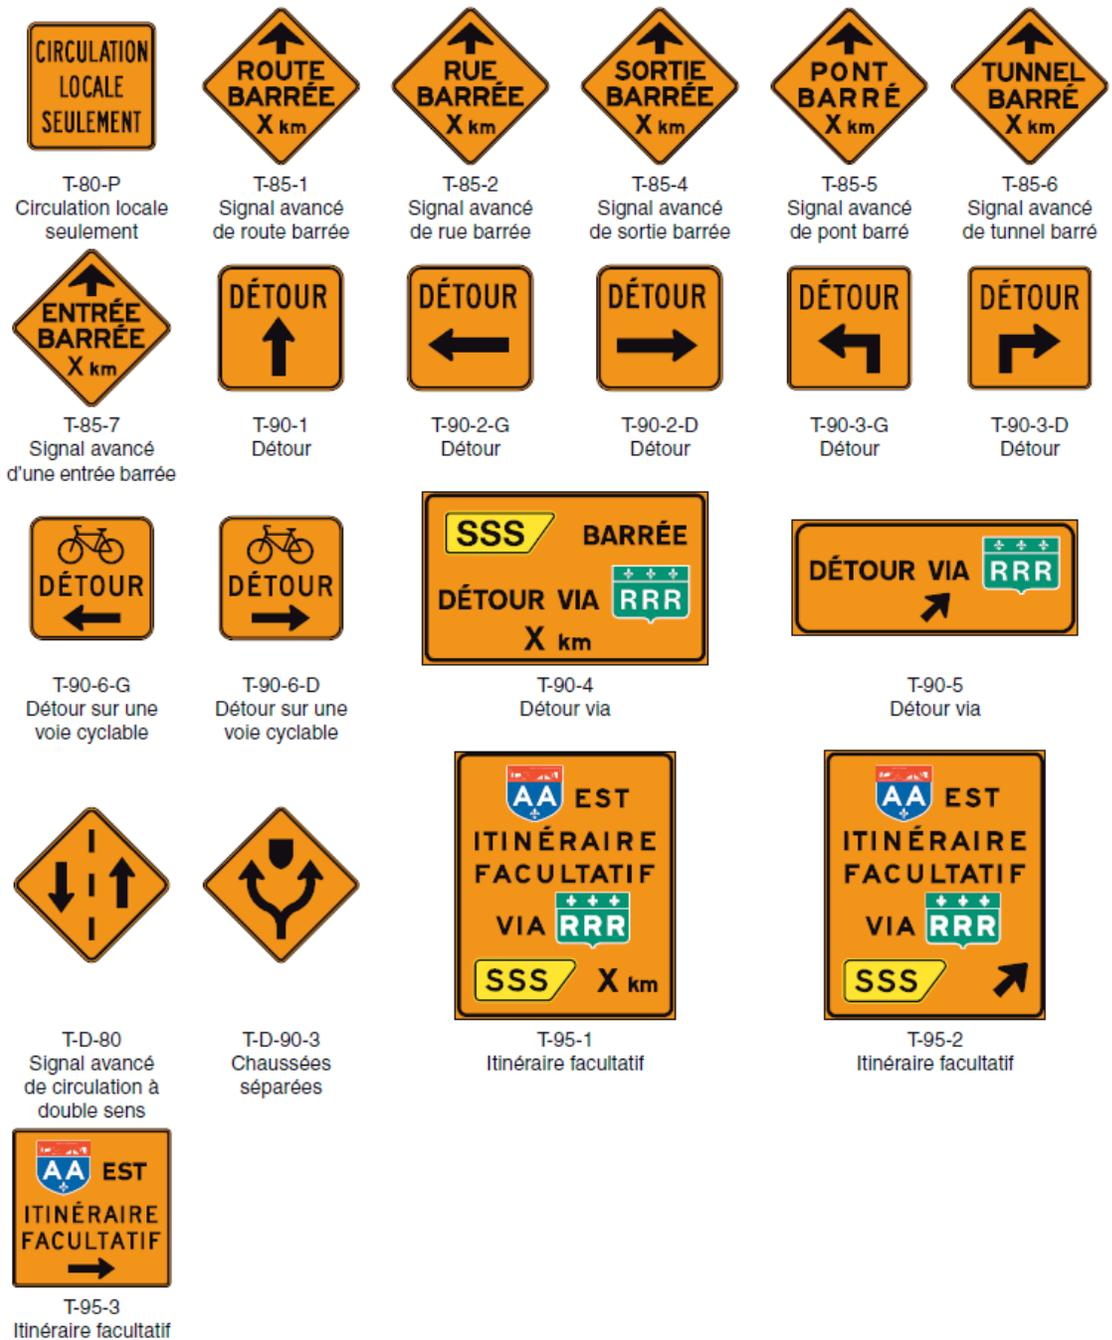 CIRCULATION
LOCALE
SEULEMENT
T-80-P
Circulation locale
seulement
ROUTE
BARRÉE
X km
T-85-1
Signal avancé
de route barrée
RUE
BARRÉE
X km
T-85-2
Signal avancé
de rue barrée
SORTIE
BARRÉE
X km
T-85-4
Signal avancé
de sortie barrée
PONT
BARRÉ
X km
T-85-5
Signal avancé
de pont barré
TUNNEL
BARRÉ
X km
T-85-6
Signal avancé
de tunnel barré
ENTRÉE
BARRÉE
X km
T-85-7
Signal avancé
d'une entrée barrée
DÉTOUR
T-90-1
Détour
DÉTOUR
T-90-2-G
Détour
DÉTOUR
T-90-2-D
Détour
DÉTOUR
T-90-3-G
Détour
DÉTOUR
T-90-3-D
Détour
DÉTOUR
T-90-6-G
Détour sur une
voie cyclable
DÉTOUR
T-90-6-D
Détour sur une
voie cyclable
SSS BARRÉE
DÉTOUR VIA RRR
X km
T-90-4
Détour via
DÉTOUR VIA RRR
T-90-5
Détour via
T-D-80
Signal avancé
de circulation à
double sens
T-D-90-3
Chaussées
séparées
AA EST
ITINÉRAIRE
FACULTATIF
VIA RRR
SSS X km
T-95-1
Itinéraire facultatif
AA EST
ITINÉRAIRE
FACULTATIF
VIA RRR
SSS
T-95-2
Itinéraire facultatif
AA EST
ITINÉRAIRE
FACULTATIF
T-95-3
Itinéraire facultatif